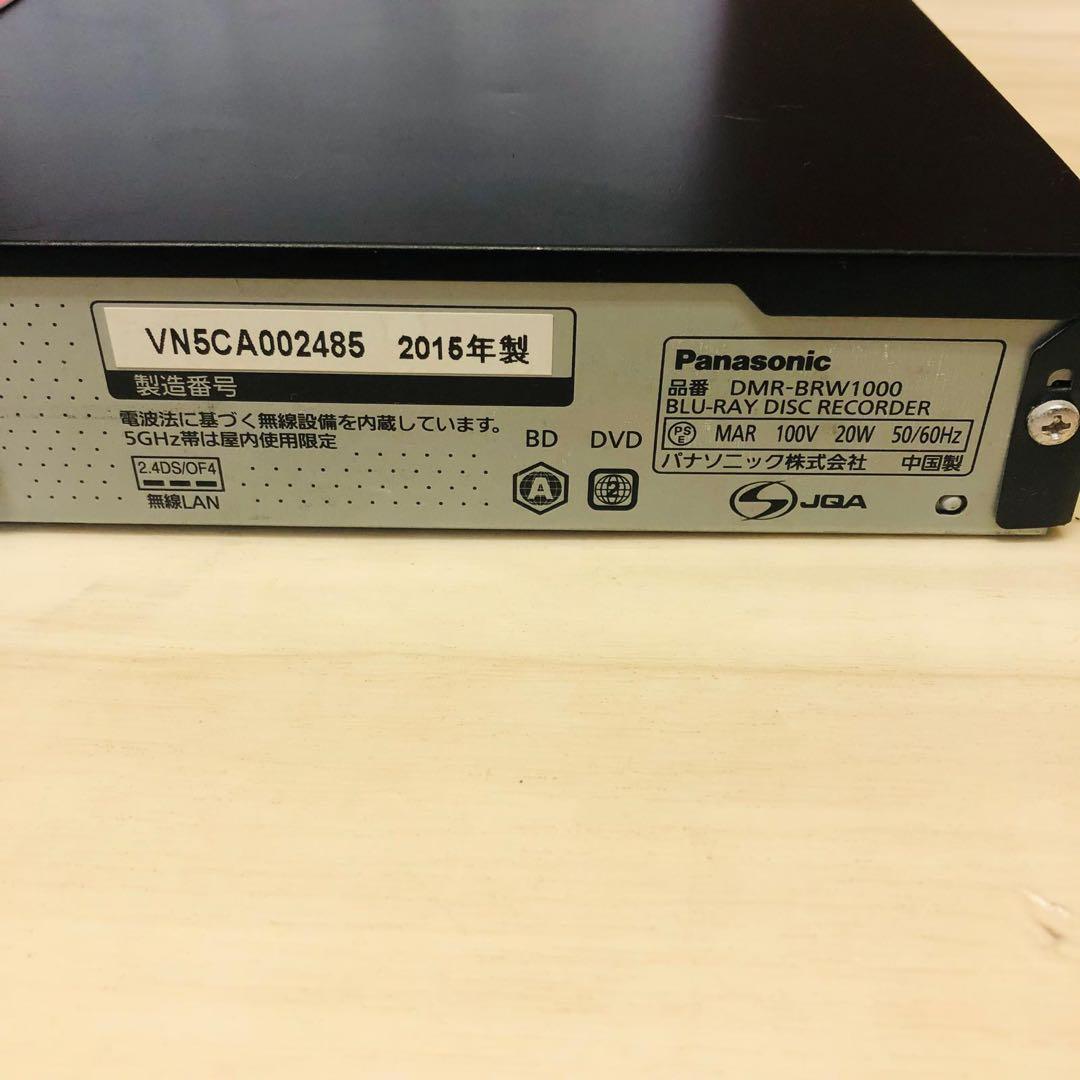 VN5CA002485 2015年製
製造番号
電波法に基づく無線設備を内蔵しています。
5GHz帯は屋内使用限定
2.4DS/OF4
無線LAN
BD DVD
A 2
Panasonic
品番 DMR-BRW1000
BLU-RAY DISC RECORDER
PSE MAR 100V 20W 50/60Hz
パナソニック株式会社 中国製
S JQA